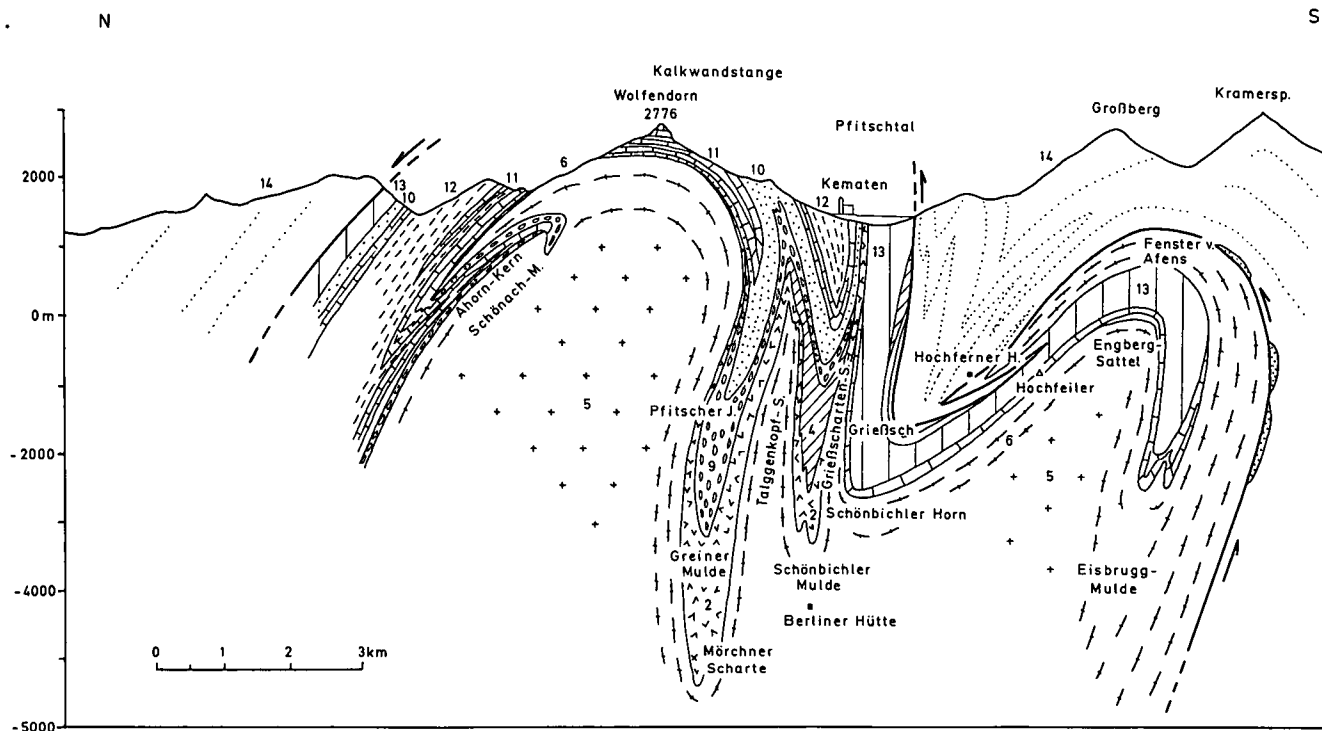 N
S
Kalkwandstange
Wolfendorn
2776
Großberg
Kramersp.
Pfitschtal
14
13
10
12
11
6
11
10
12
Kematen
14
2000
0 m
-2000
-4000
-5000
Ahorn-Kern
Schönach-M.
13
Fenster v.
Afens
13
Engberg-
Sattel
Hochferner H.
Hochfeiler
5
Pfitscher J.
Grießsch
Talggenkopf-S.
Grießscharten-S.
4
9
6
5
2
Schönbichler Horn
Greiner
Mulde
Schönbichler
Mulde
Eisbrugg-
Mulde
2
Berliner Hütte
Mörchner
Scharte
0 1 2 3km